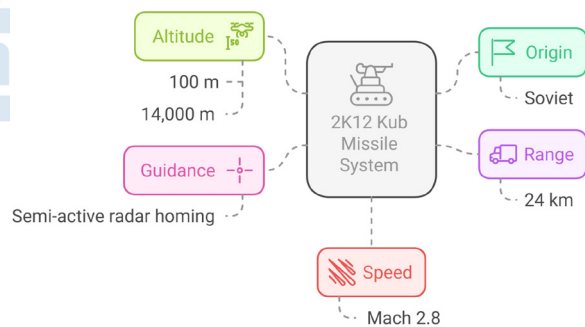 Altitude
100 m
14,000 m
Guidance
Semi-active radar homing
2K12 Kub
Missile
System
Origin
Soviet
Range
24 km
Speed
Mach 2.8